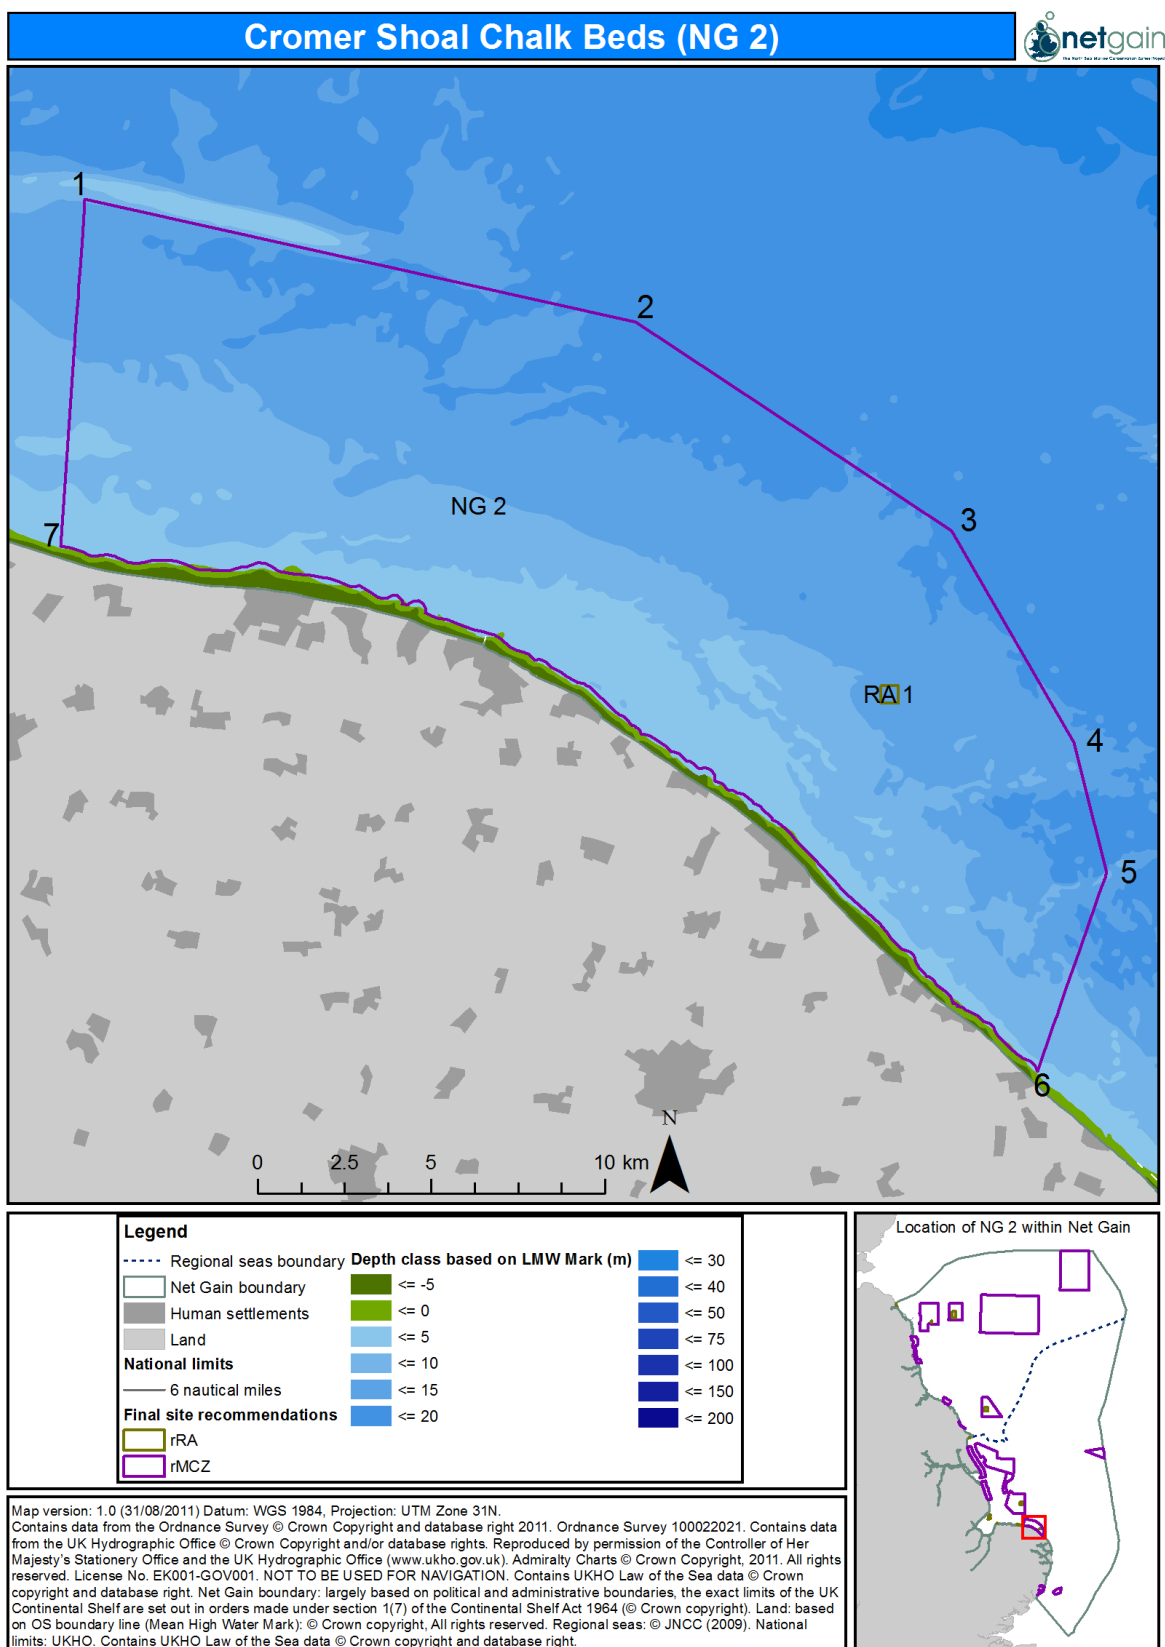 Cromer Shoal Chalk Beds (NG 2)
netgain
The North Sea Marine Conservation Zones Project
1
2
3
NG 2
7
RA 1
4
5
6
N
0 2.5 5 10 km
Legend
Regional seas boundary
Net Gain boundary
Human settlements
Land
National limits
6 nautical miles
Final site recommendations
rRA
rMCZ
Depth class based on LMW Mark (m)
<= -5
<= 0
<= 5
<= 10
<= 15
<= 20
<= 30
<= 40
<= 50
<= 75
<= 100
<= 150
<= 200
Location of NG 2 within Net Gain
Map version: 1.0 (31/08/2011) Datum: WGS 1984, Projection: UTM Zone 31N.
Contains data from the Ordnance Survey © Crown Copyright and database right 2011. Ordnance Survey 100022021. Contains data
from the UK Hydrographic Office © Crown Copyright and/or database rights. Reproduced by permission of the Controller of Her
Majesty's Stationery Office and the UK Hydrographic Office (www.ukho.gov.uk). Admiralty Charts © Crown Copyright, 2011. All rights
reserved. License No. EK001-GOV001. NOT TO BE USED FOR NAVIGATION. Contains UKHO Law of the Sea data © Crown
copyright and database right. Net Gain boundary: largely based on political and administrative boundaries, the exact limits of the UK
Continental Shelf are set out in orders made under section 1(7) of the Continental Shelf Act 1964 (© Crown copyright). Land: based
on OS boundary line (Mean High Water Mark): © Crown copyright, All rights reserved. Regional seas: © JNCC (2009). National
limits: UKHO. Contains UKHO Law of the Sea data © Crown copyright and database right.